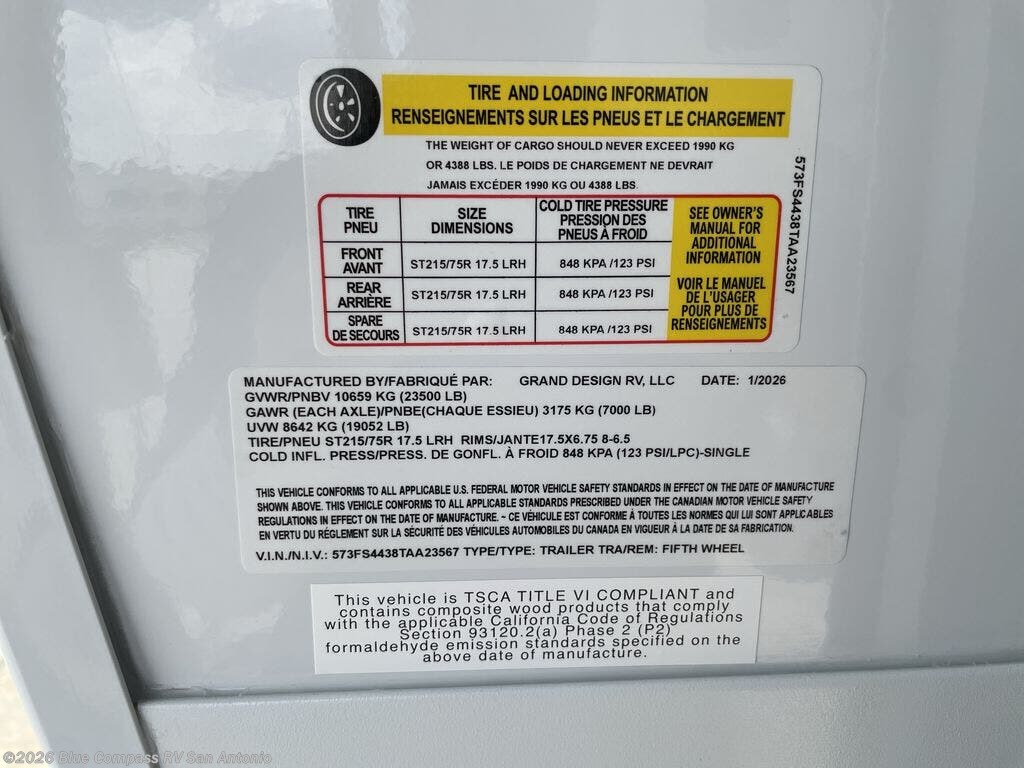 TIRE AND LOADING INFORMATION
RENSEIGNEMENTS SUR LES PNEUS ET LE CHARGEMENT
THE WEIGHT OF CARGO SHOULD NEVER EXCEED 1990 KG
OR 4388 LBS. LE POIDS DE CHARGEMENT NE DEVRAIT
JAMAIS EXCÉDER 1990 KG OU 4388 LBS.
TIRE PNEU SIZE DIMENSIONS COLD TIRE PRESSURE PRESSION DES PNEUS À FROID
FRONT AVANT ST215/75R 17.5 LRH 848 KPA /123 PSI
REAR ARRIÈRE ST215/75R 17.5 LRH 848 KPA /123 PSI
SPARE DE SECOURS ST215/75R 17.5 LRH 848 KPA /123 PSI
SEE OWNER'S
MANUAL FOR
ADDITIONAL
INFORMATION
VOIR LE MANUEL
DE L'USAGER
POUR PLUS DE
RENSEIGNEMENTS
573FS4438TAA23567
MANUFACTURED BY/FABRIQUÉ PAR: GRAND DESIGN RV, LLC DATE: 1/2026
GVWR/PNBV 10659 KG (23500 LB)
GAWR (EACH AXLE)/PNBE(CHAQUE ESSIEU) 3175 KG (7000 LB)
UVW 8642 KG (19052 LB)
TIRE/PNEU ST215/75R 17.5 LRH RIMS/JANTE17.5X6.75 8-6.5
COLD INFL. PRESS/PRESS. DE GONFL. À FROID 848 KPA (123 PSI/LPC)-SINGLE
THIS VEHICLE CONFORMS TO ALL APPLICABLE U.S. FEDERAL MOTOR VEHICLE SAFETY STANDARDS IN EFFECT ON THE DATE OF MANUFACTURE
SHOWN ABOVE. THIS VEHICLE CONFORMS TO ALL APPLICABLE STANDARDS PRESCRIBED UNDER THE CANADIAN MOTOR VEHICLE SAFETY
REGULATIONS IN EFFECT ON THE DATE OF MANUFACTURE. ~ CE VÉHICULE EST CONFORME À TOUTES LES NORMES QUI LUI SONT APPLICABLES
EN VERTU DU RÉGLEMENT SUR LA SÉCURITÉ DES VÉHICULES AUTOMOBILES DU CANADA EN VIGUEUR À LA DATE DE SA FABRICATION.
V.I.N./N.I.V.: 573FS4438TAA23567 TYPE/TYPE: TRAILER TRA/REM: FIFTH WHEEL
This vehicle is TSCA TITLE VI COMPLIANT and
contains composite wood products that comply
with the applicable California Code of Regulations
Section 93120.2(a) Phase 2 (P2)
formaldehyde emission standards specified on the
above date of manufacture.
©2026 Blue Compass RV San Antonio